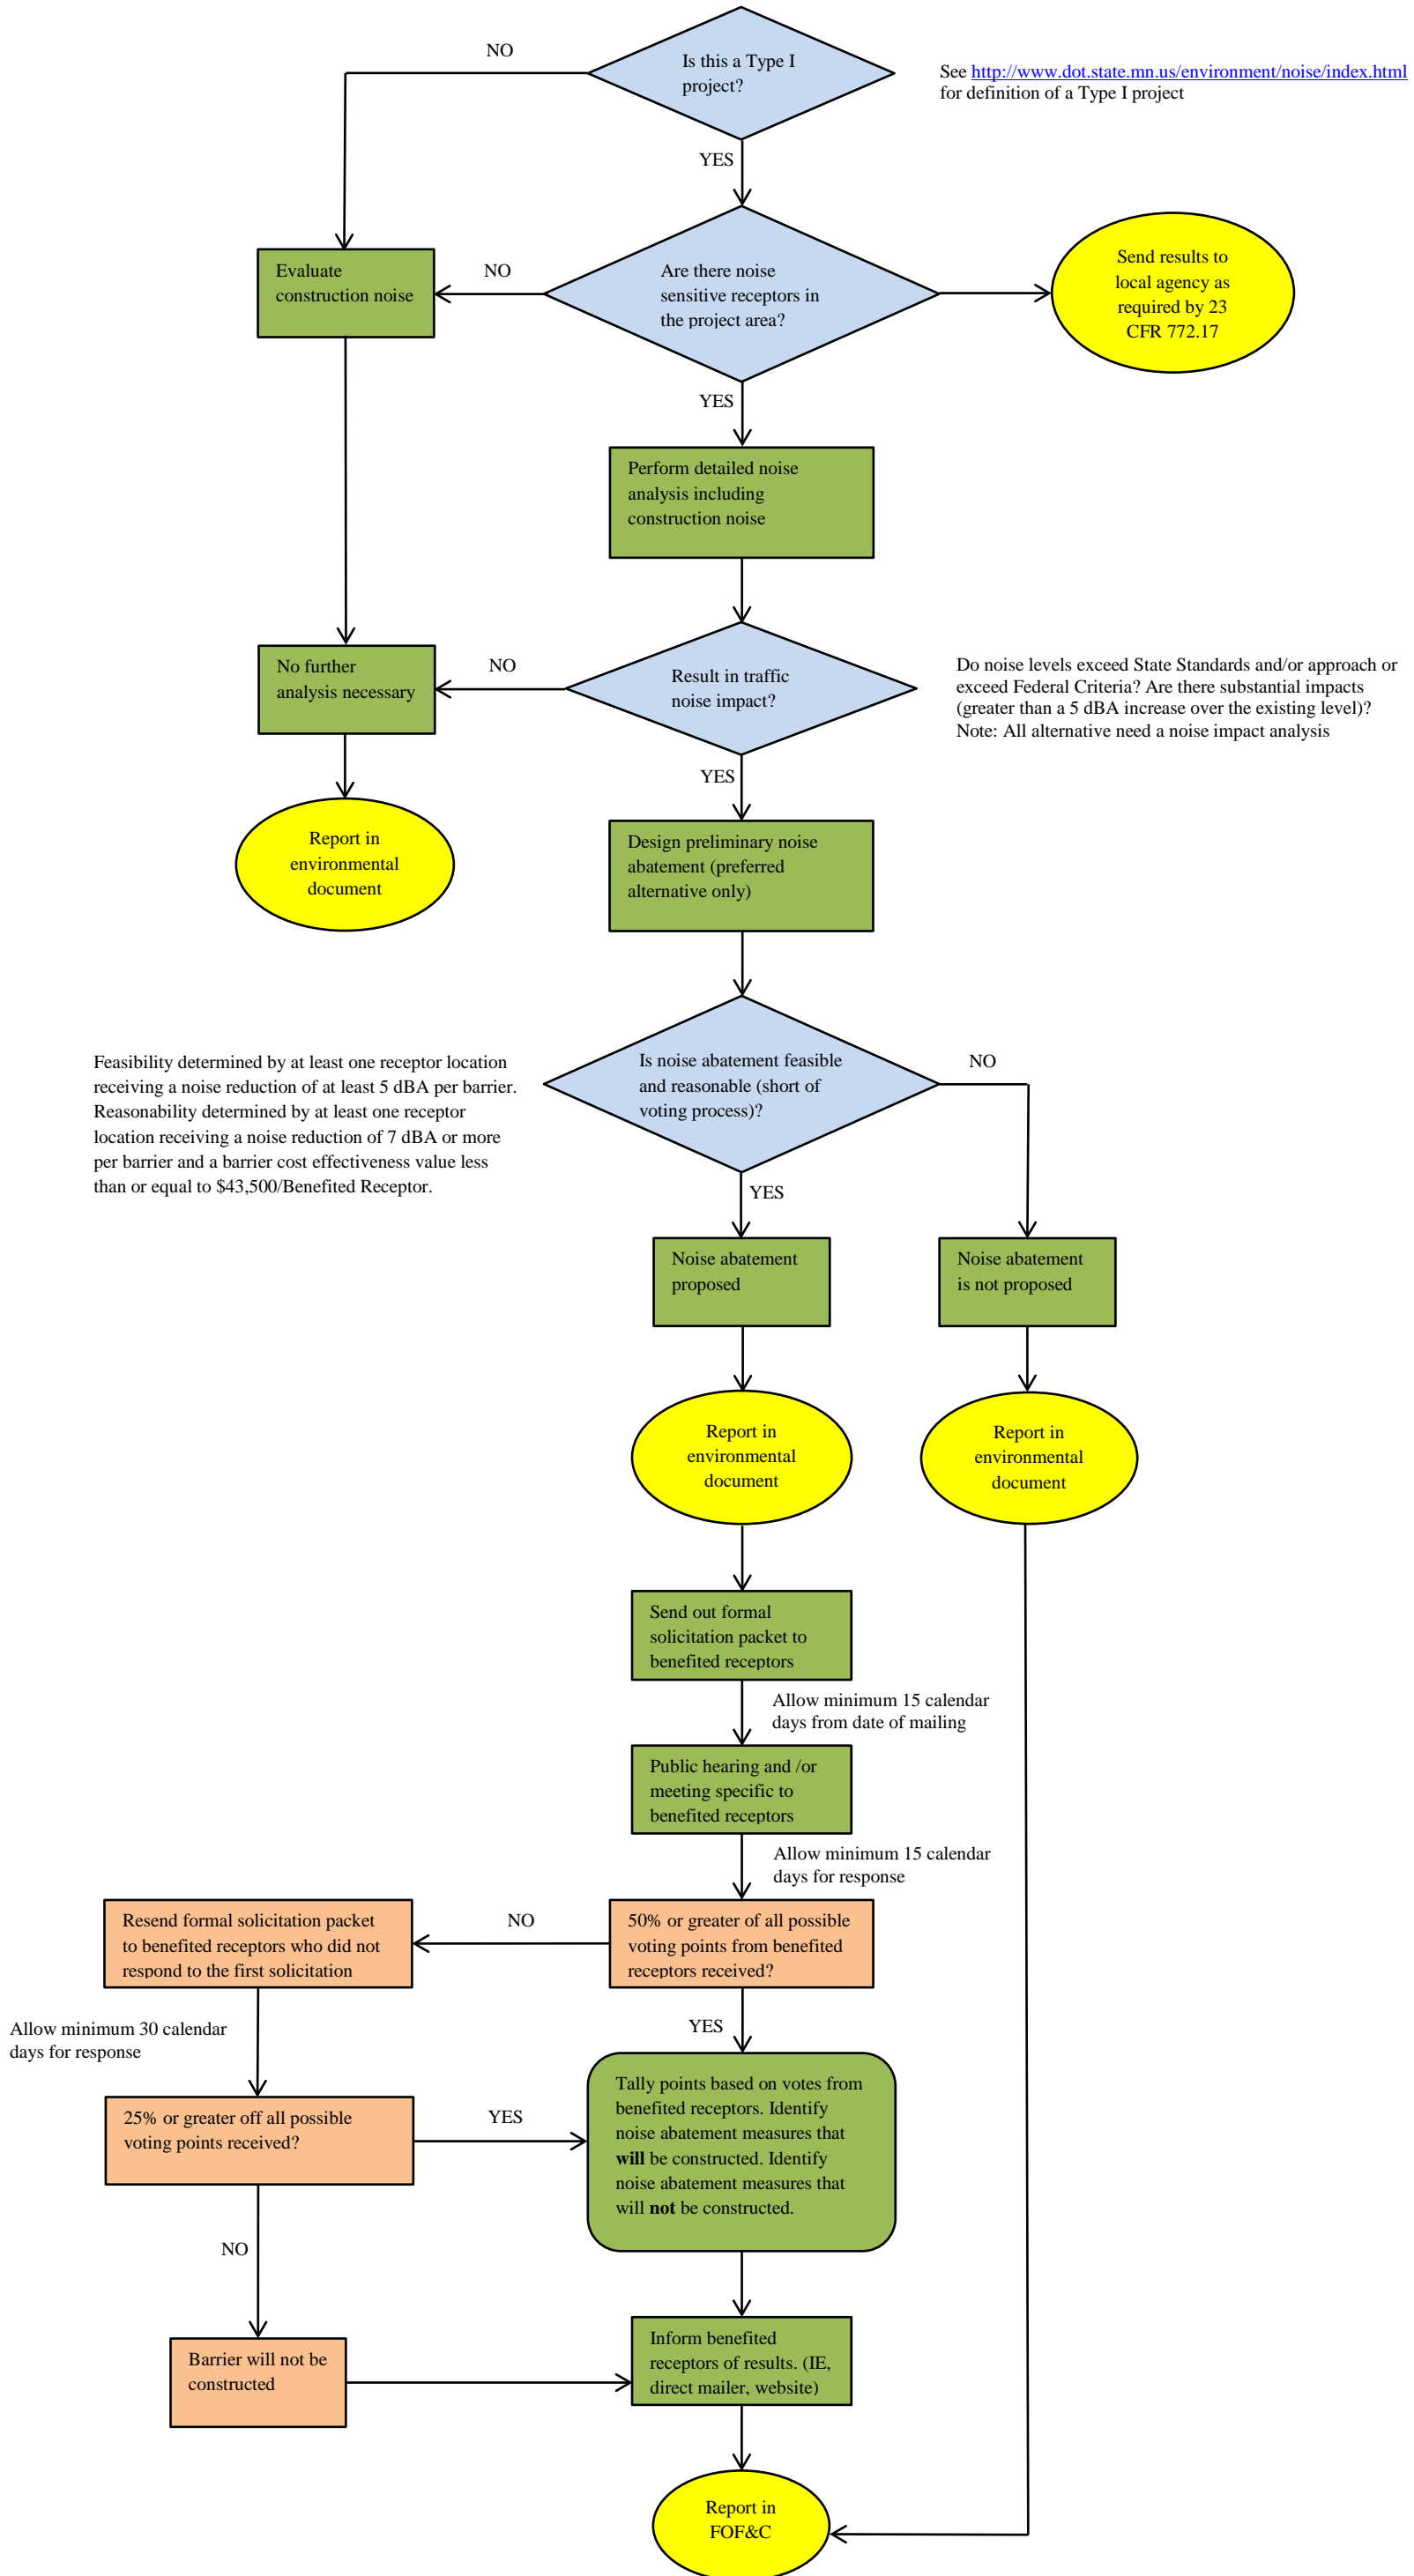 NO
Is this a Type I
project?
See http://www.dot.state.mn.us/environment/noise/index.html
for definition of a Type I project
YES
Evaluate
construction noise
NO
Are there noise
sensitive receptors in
the project area?
Send results to
local agency as
required by 23
CFR 772.17
YES
Perform detailed noise
analysis including
construction noise
No further
analysis necessary
NO
Result in traffic
noise impact?
Do noise levels exceed State Standards and/or approach or
exceed Federal Criteria? Are there substantial impacts
(greater than a 5 dBA increase over the existing level)?
Note: All alternative need a noise impact analysis
YES
Report in
environmental
document
Design preliminary noise
abatement (preferred
alternative only)
Feasibility determined by at least one receptor location
receiving a noise reduction of at least 5 dBA per barrier.
Reasonability determined by at least one receptor
location receiving a noise reduction of 7 dBA or more
per barrier and a barrier cost effectiveness value less
than or equal to $43,500/Benefited Receptor.
Is noise abatement feasible
and reasonable (short of
voting process)?
NO
YES
Noise abatement
proposed
Noise abatement
is not proposed
Report in
environmental
document
Report in
environmental
document
Send out formal
solicitation packet to
benefited receptors
Allow minimum 15 calendar
days from date of mailing
Public hearing and /or
meeting specific to
benefited receptors
Allow minimum 15 calendar
days for response
Resend formal solicitation packet
to benefited receptors who did not
respond to the first solicitation
NO
50% or greater of all possible
voting points from benefited
receptors received?
Allow minimum 30 calendar
days for response
YES
25% or greater off all possible
voting points received?
YES
Tally points based on votes from
benefited receptors. Identify
noise abatement measures that
will be constructed. Identify
noise abatement measures that
will not be constructed.
NO
Barrier will not be
constructed
Inform benefited
receptors of results. (IE,
direct mailer, website)
Report in
FOF&C